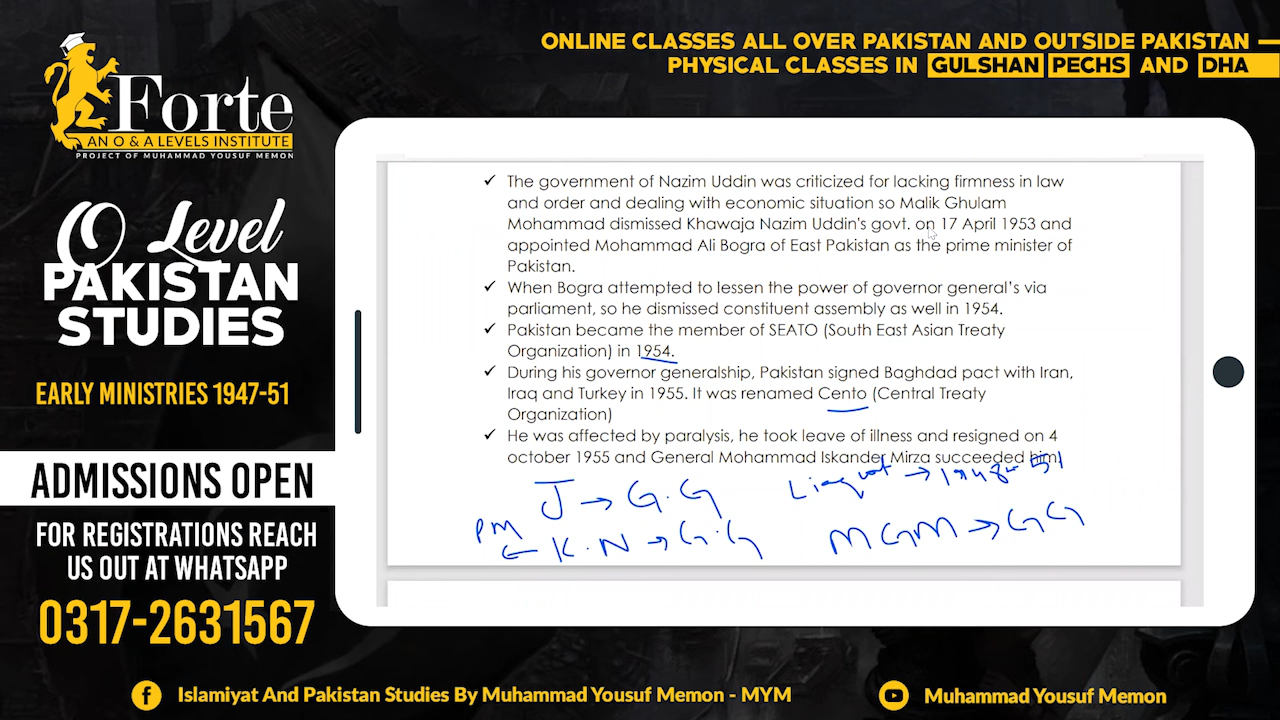 Forte
AN O & A LEVELS INSTITUTE
PROJECT OF MUHAMMAD YOUSUF MEMON
O Level
PAKISTAN
STUDIES
EARLY MINISTRIES 1947-51
ADMISSIONS OPEN
FOR REGISTRATIONS REACH
US OUT AT WHATSAPP
0317-2631567
ONLINE CLASSES ALL OVER PAKISTAN AND OUTSIDE PAKISTAN
PHYSICAL CLASSES IN GULSHAN PECHS AND DHA
✓ The government of Nazim Uddin was criticized for lacking firmness in law
and order and dealing with economic situation so Malik Ghulam
Mohammad dismissed Khawaja Nazim Uddin's govt. on 17 April 1953 and
appointed Mohammad Ali Bogra of East Pakistan as the prime minister of
Pakistan.
✓ When Bogra attempted to lessen the power of governor general's via
parliament, so he dismissed constituent assembly as well in 1954.
✓ Pakistan became the member of SEATO (South East Asian Treaty
Organization) in 1954.
✓ During his governor generalship, Pakistan signed Baghdad pact with Iran,
Iraq and Turkey in 1955. It was renamed Cento (Central Treaty
Organization)
✓ He was affected by paralysis, he took leave of illness and resigned on 4
october 1955 and General Mohammad Iskander Mirza succeeded him.
J → G.G
Liaquat → 1948-51
PM ← K.N → G.G
MGM → GG
Islamiyat And Pakistan Studies By Muhammad Yousuf Memon - MYM
Muhammad Yousuf Memon